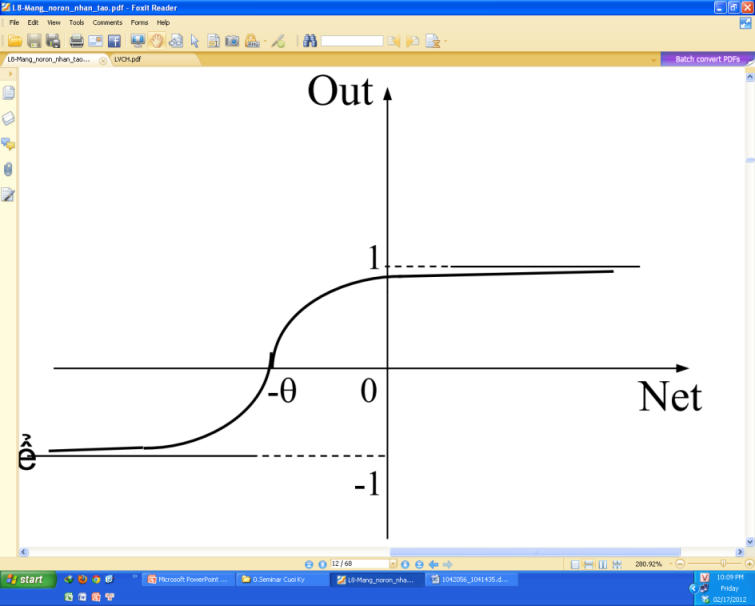 L8-Mang_noron_nhan_tao.pdf - Foxit Reader
File Edit View Tools Comments Forms Help
L8-Mang_noron_nhan_tao... LVCM.pdf Batch convert PDFs
Out
1
-θ 0 Net
ể
-1
12 / 68 280.92%
start Microsoft PowerPoint ... 0.Seminar Cuoi Ky L8-Mang_noron_nha... 1042056_1041435.d... 10:09 PM
Friday
02/17/2012